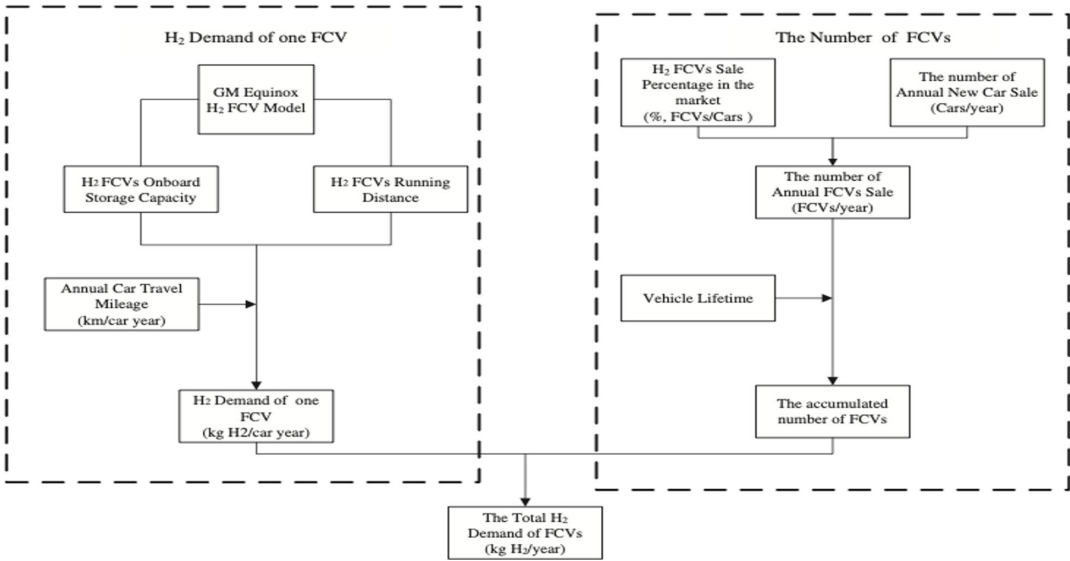 H₂ Demand of one FCV
GM Equinox
H₂ FCV Model
H₂ FCVs Onboard
Storage Capacity
H₂ FCVs Running
Distance
Annual Car Travel
Mileage
(km/car year)
H₂ Demand of one
FCV
(kg H2/car year)
The Number of FCVs
H₂ FCVs Sale
Percentage in the
market
(%, FCVs/Cars )
The number of
Annual New Car Sale
(Cars/year)
The number of
Annual FCVs Sale
(FCVs/year)
Vehicle Lifetime
The accumulated
number of FCVs
The Total H₂
Demand of FCVs
(kg H₂/year)